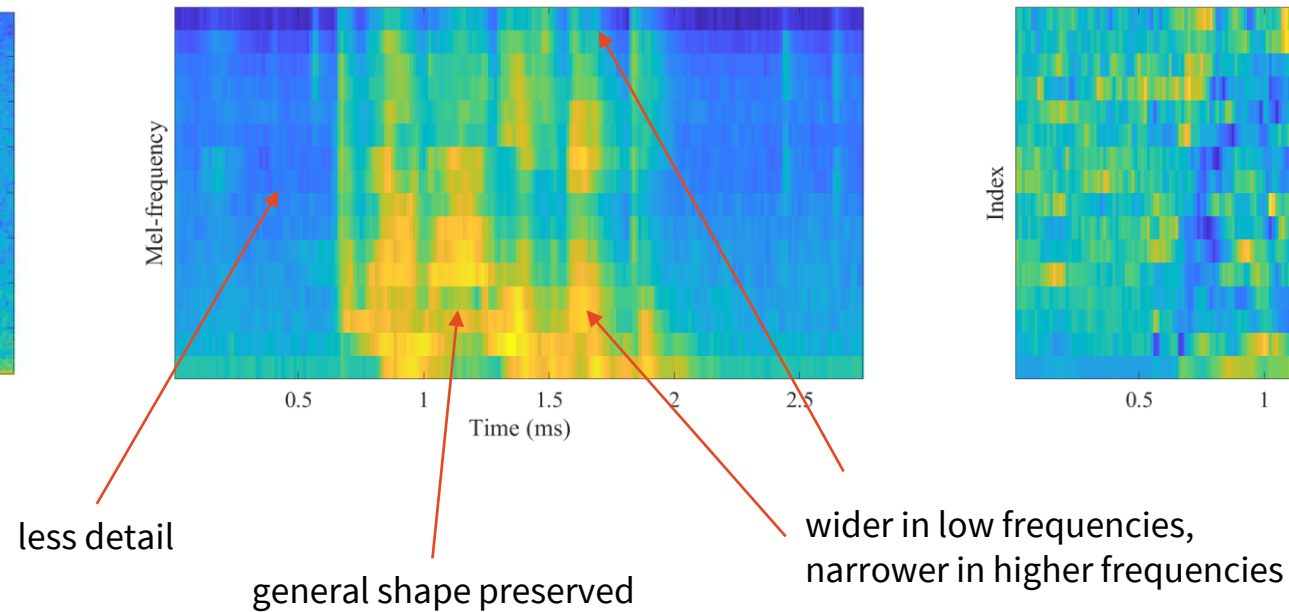 Mel-frequency
0.5
1
1.5
2
2.5
Time (ms)
Index
0.5
1
less detail
general shape preserved
wider in low frequencies,
narrower in higher frequencies